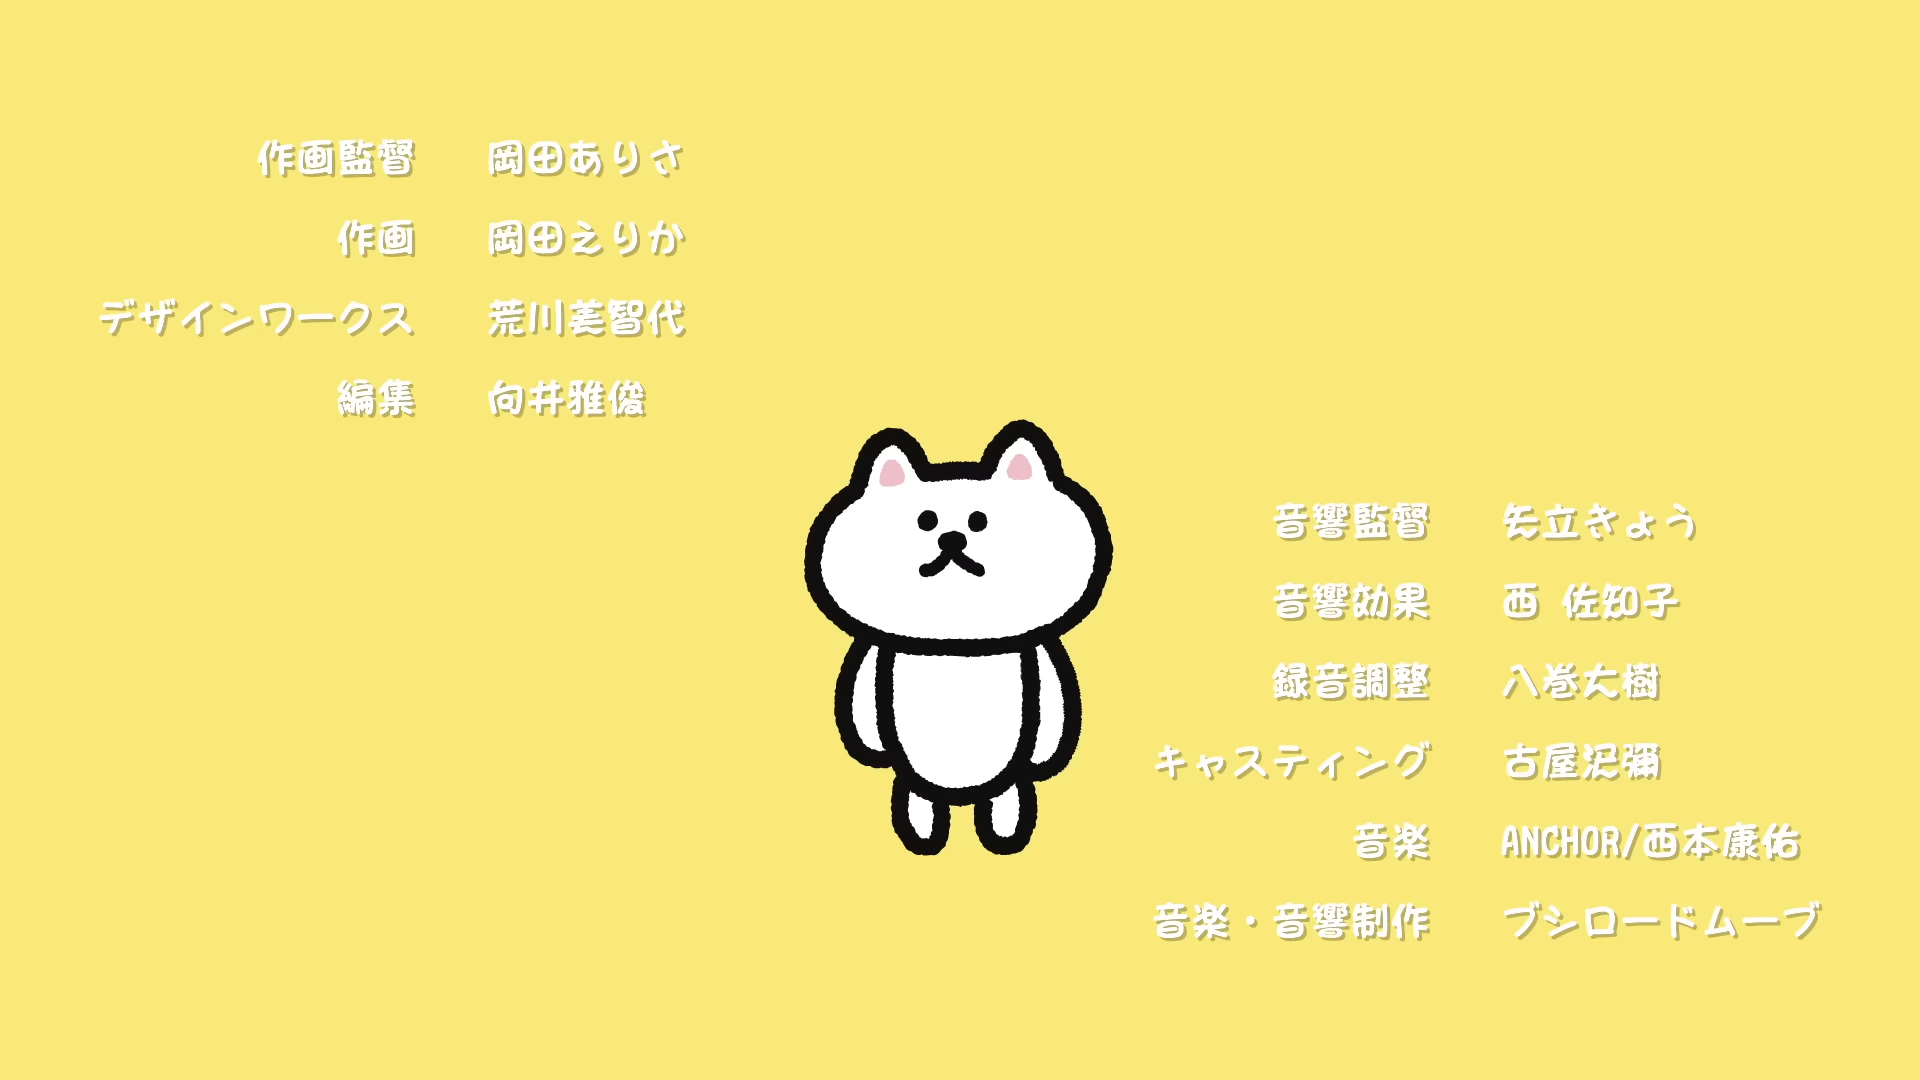 作画監督 岡田ありさ
作画 岡田えりか
デザインワークス 荒川美智代
編集 向井雅俊
音響監督 矢立きょう
音響効果 西 佐知子
録音調整 八巻大樹
キャスティング 古屋沢彌
音楽 ANCHOR/西本康佑
音楽・音響制作 ブシロードムーブ